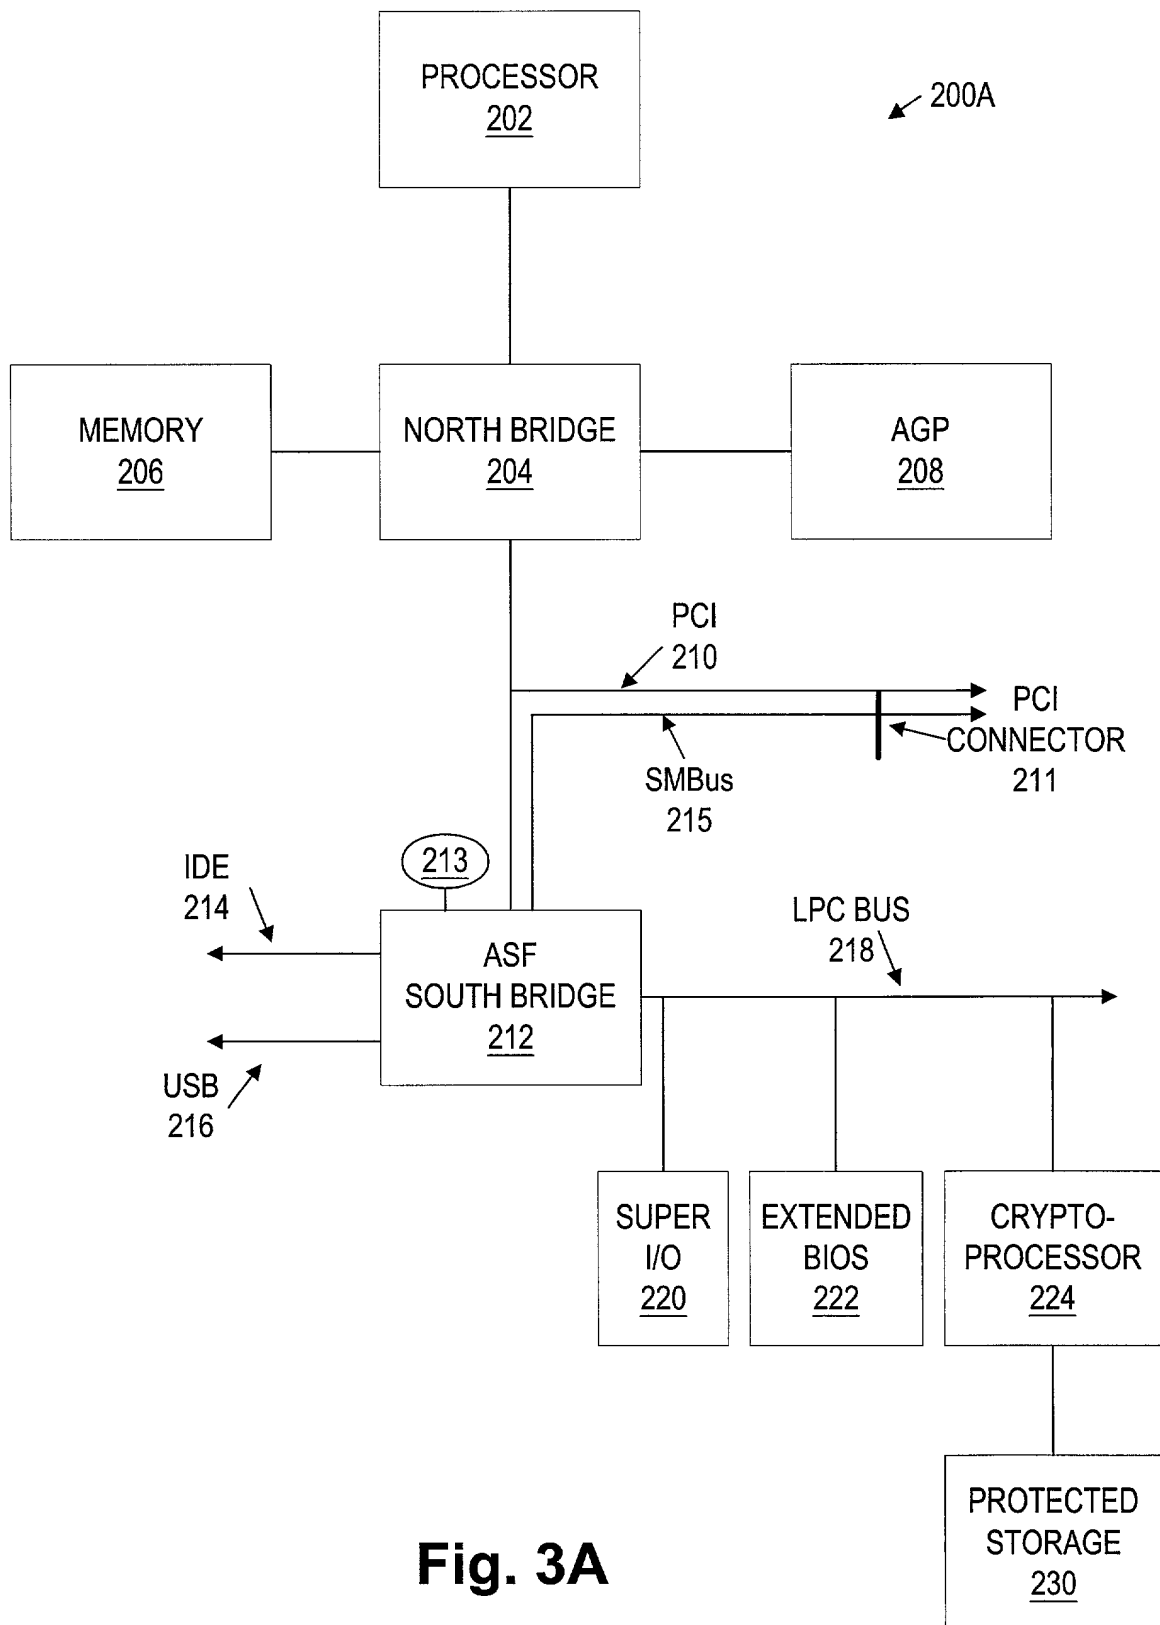 PROCESSOR
202
200A
MEMORY
206
NORTH BRIDGE
204
AGP
208
PCI
210
PCI
CONNECTOR
211
SMBus
215
213
IDE
214
LPC BUS
218
ASF
SOUTH BRIDGE
212
USB
216
SUPER
I/O
220
EXTENDED
BIOS
222
CRYPTO-
PROCESSOR
224
PROTECTED
STORAGE
230
Fig. 3A